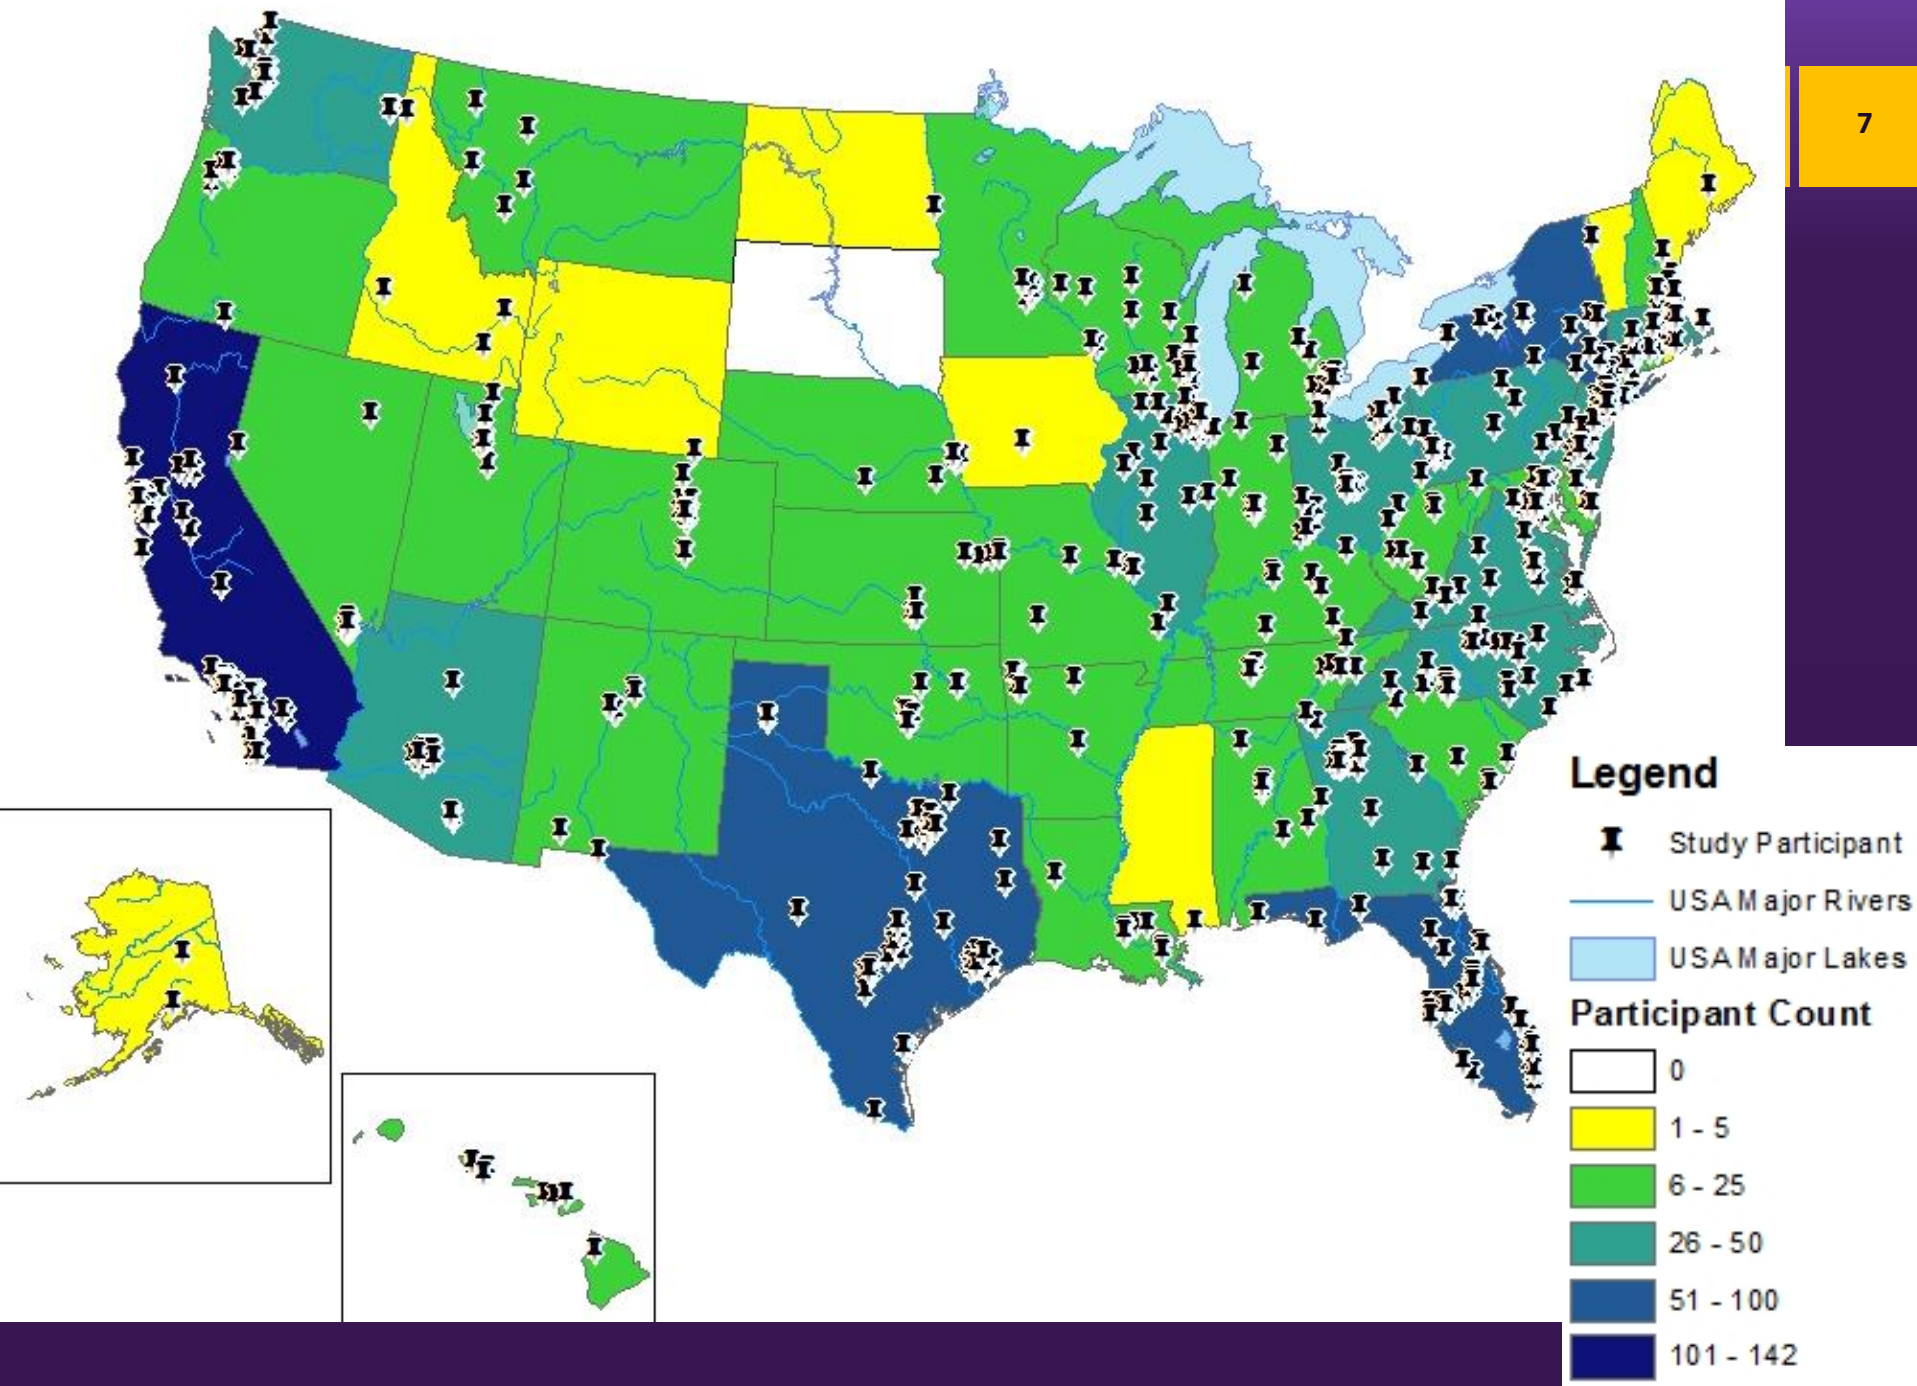 7
Legend
Study Participant
USA Major Rivers
USA Major Lakes
Participant Count
0
1 - 5
6 - 25
26 - 50
51 - 100
101 - 142